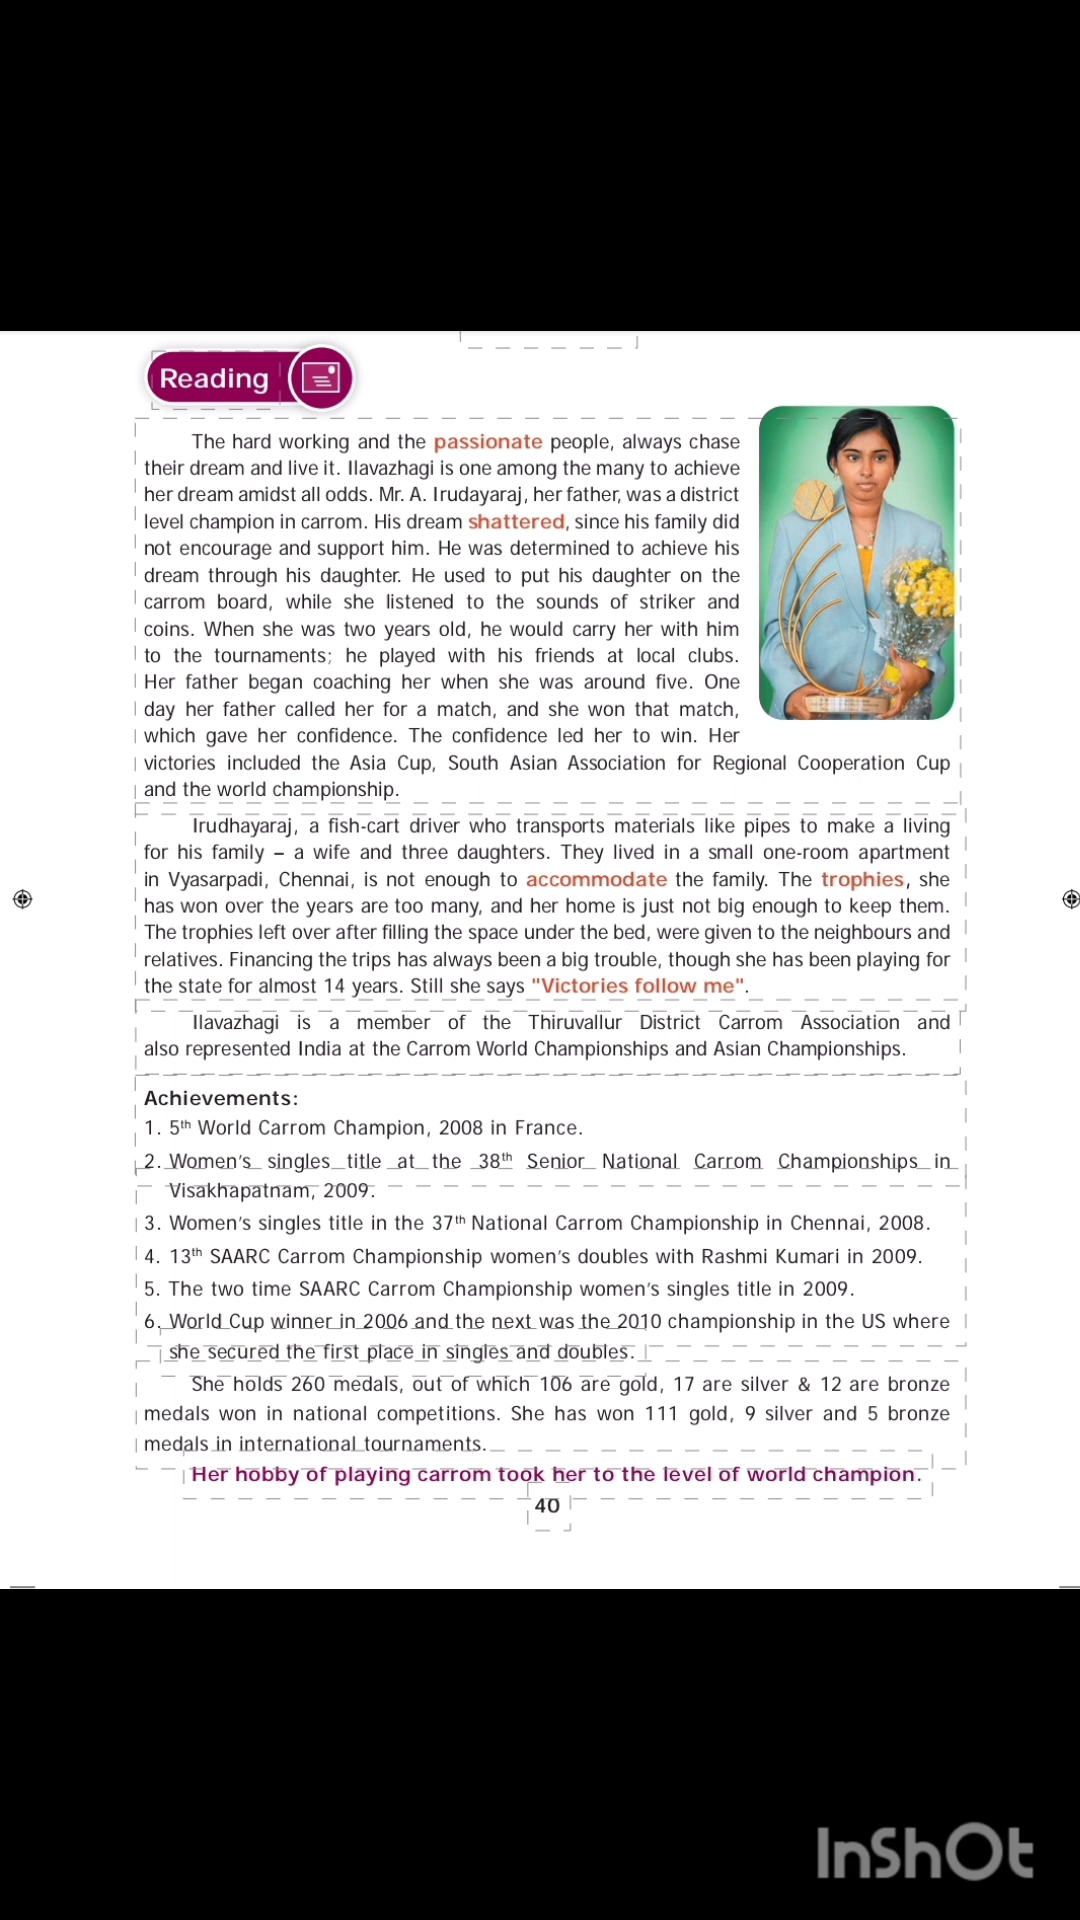 Reading
The hard working and the passionate people, always chase
their dream and live it. Ilavazhagi is one among the many to achieve
her dream amidst all odds. Mr. A. Irudayaraj, her father, was a district
level champion in carrom. His dream shattered, since his family did
not encourage and support him. He was determined to achieve his
dream through his daughter. He used to put his daughter on the
carrom board, while she listened to the sounds of striker and
coins. When she was two years old, he would carry her with him
to the tournaments; he played with his friends at local clubs.
Her father began coaching her when she was around five. One
day her father called her for a match, and she won that match,
which gave her confidence. The confidence led her to win. Her
victories included the Asia Cup, South Asian Association for Regional Cooperation Cup
and the world championship.
Irudhayaraj, a fish-cart driver who transports materials like pipes to make a living
for his family – a wife and three daughters. They lived in a small one-room apartment
in Vyasarpadi, Chennai, is not enough to accommodate the family. The trophies, she
has won over the years are too many, and her home is just not big enough to keep them.
The trophies left over after filling the space under the bed, were given to the neighbours and
relatives. Financing the trips has always been a big trouble, though she has been playing for
the state for almost 14 years. Still she says "Victories follow me".
Ilavazhagi is a member of the Thiruvallur District Carrom Association and
also represented India at the Carrom World Championships and Asian Championships.
Achievements:
1. 5th World Carrom Champion, 2008 in France.
2. Women's singles title at the 38th Senior National Carrom Championships in
Visakhapatnam, 2009.
3. Women's singles title in the 37th National Carrom Championship in Chennai, 2008.
4. 13th SAARC Carrom Championship women's doubles with Rashmi Kumari in 2009.
5. The two time SAARC Carrom Championship women's singles title in 2009.
6. World Cup winner in 2006 and the next was the 2010 championship in the US where
she secured the first place in singles and doubles.
She holds 260 medals, out of which 106 are gold, 17 are silver & 12 are bronze
medals won in national competitions. She has won 111 gold, 9 silver and 5 bronze
medals in international tournaments.
Her hobby of playing carrom took her to the level of world champion.
40
InShOt